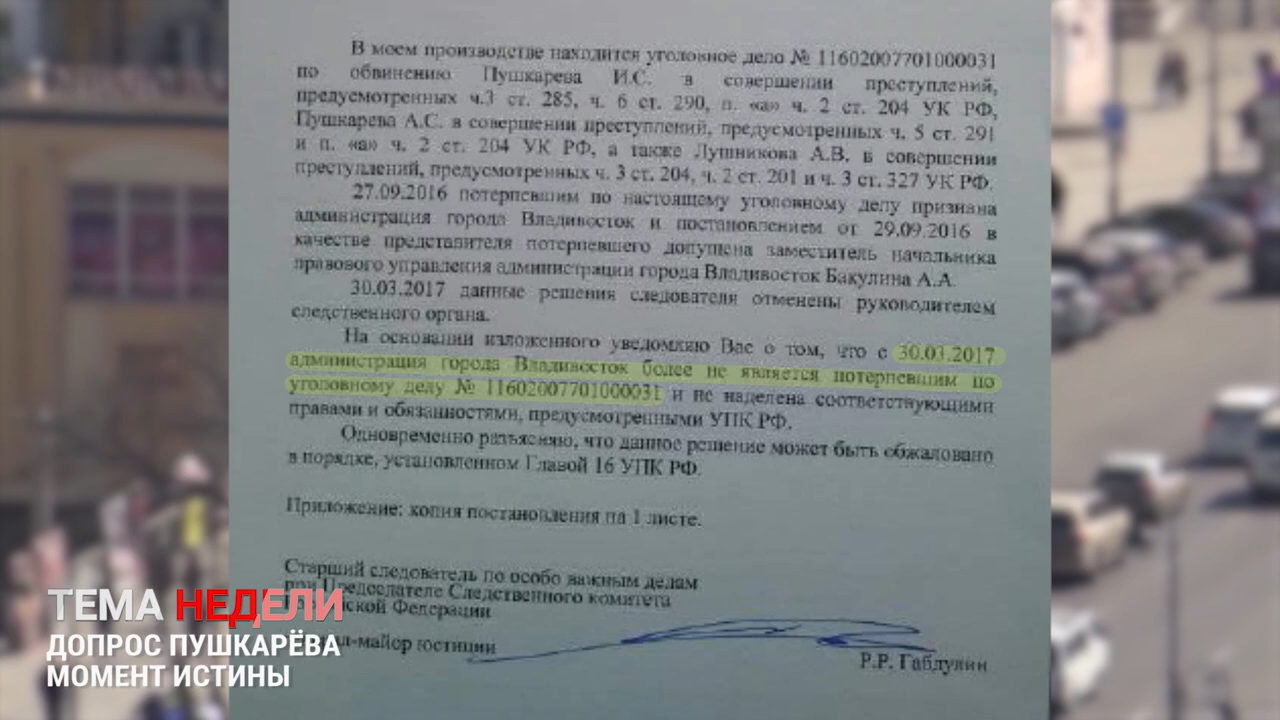 В моем производстве находится уголовное дело № 11602007701000031
по обвинению Пушкарева И.С. в совершении преступлений,
предусмотренных ч.3 ст. 285, ч. 6 ст. 290, п. «а» ч. 2 ст. 204 УК РФ,
Пушкарева А.С. в совершении преступлений, предусмотренных ч. 5 ст. 291
и п. «а» ч. 2 ст. 204 УК РФ, а также Лушникова А.В. в совершении
преступлений, предусмотренных ч. 3 ст. 204, ч. 2 ст. 201 и ч. 3 ст. 327 УК РФ.
27.09.2016 потерпевшим по настоящему уголовному делу признана
администрация города Владивосток и постановлением от 29.09.2016 в
качестве представителя потерпевшего допущена заместитель начальника
правового управления администрации города Владивосток Бакулина А.А.
30.03.2017 данные решения следователя отменены руководителем
следственного органа.
На основании изложенного уведомляю Вас о том, что с 30.03.2017
администрация города Владивосток более не является потерпевшим по
уголовному делу № 11602007701000031 и не наделена соответствующими
правами и обязанностями, предусмотренными УПК РФ.
Одновременно разъясняю, что данное решение может быть обжаловано
в порядке, установленном Главой 16 УПК РФ.
Приложение: копия постановления на 1 листе.
Старший следователь по особо важным делам
при Председателе Следственного комитета
Федерации
-майор юстиции
Р.Р. Габдулин
ТЕМА НЕДЕЛИ
ДОПРОС ПУШКАРЁВА
МОМЕНТ ИСТИНЫ